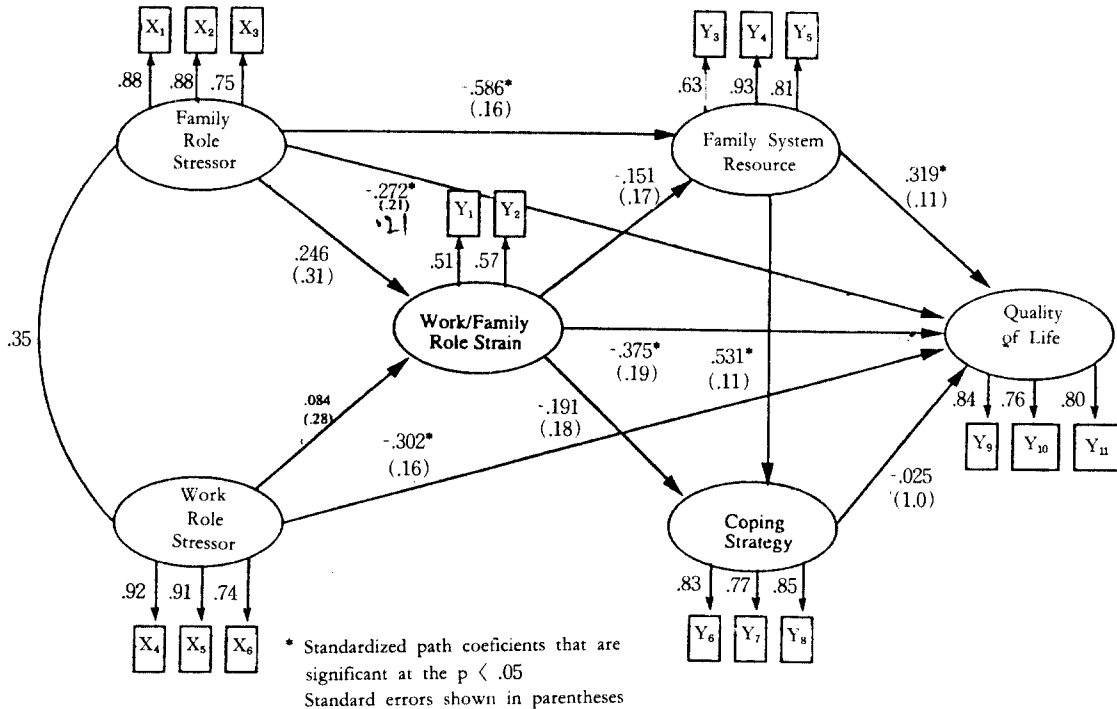 X₁ X₂ X₃
.88 .88 .75
Family
Role
Stressor
Y₃ Y₄ Y₅
.63 .93 .81
Family System
Resource
-.586*
(.16)
-.272*
(.21)
.21
-.151
(.17)
.319*
(.11)
Y₁ Y₂
.51 .57
.246
(.31)
Work/Family
Role Strain
Quality
of Life
.35
-.375*
(.19)
.531*
(.11)
.84 .76 .80
Y₉ Y₁₀ Y₁₁
.084
(.28)
-.191
(.18)
-.302*
(.16)
-.025
(1.0)
Work
Role
Stressor
Coping
Strategy
.92 .91 .74
X₄ X₅ X₆
.83 .77 .85
Y₆ Y₇ Y₈
* Standardized path coeficients that are
significant at the p < .05
Standard errors shown in parentheses